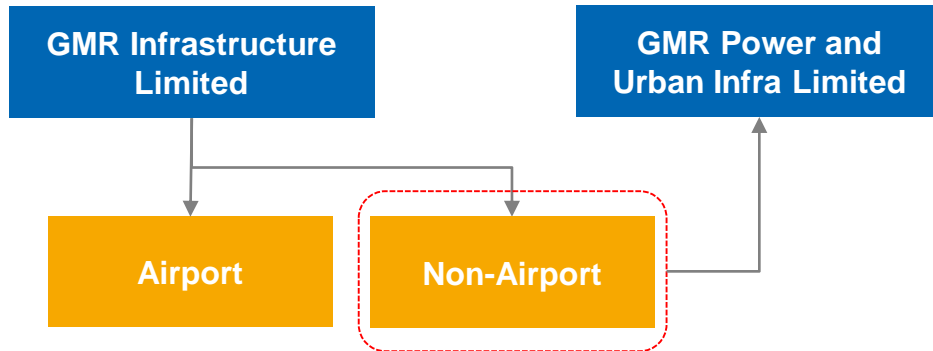 GMR Infrastructure
Limited
GMR Power and
Urban Infra Limited
Airport
Non-Airport